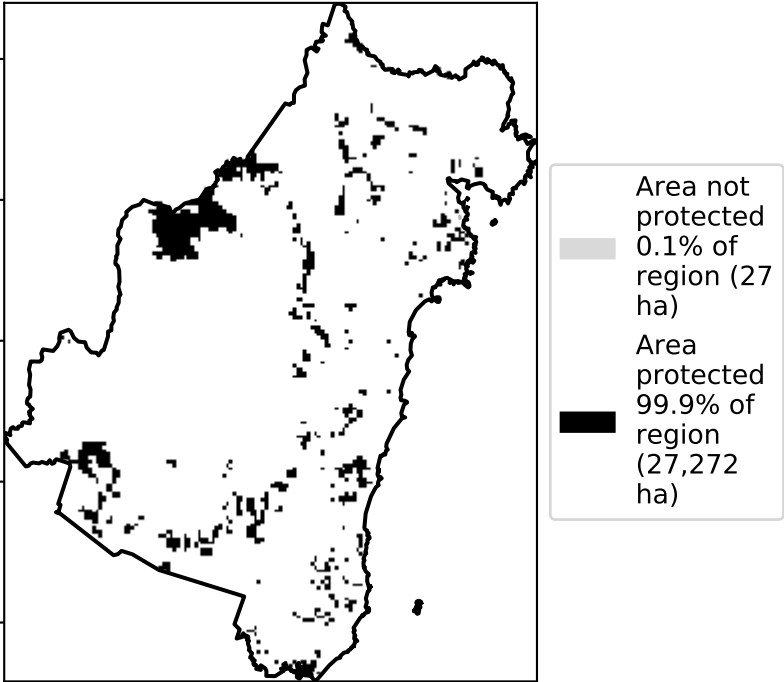 Area not
protected
0.1% of
region (27
ha)
Area
protected
99.9% of
region
(27,272
ha)